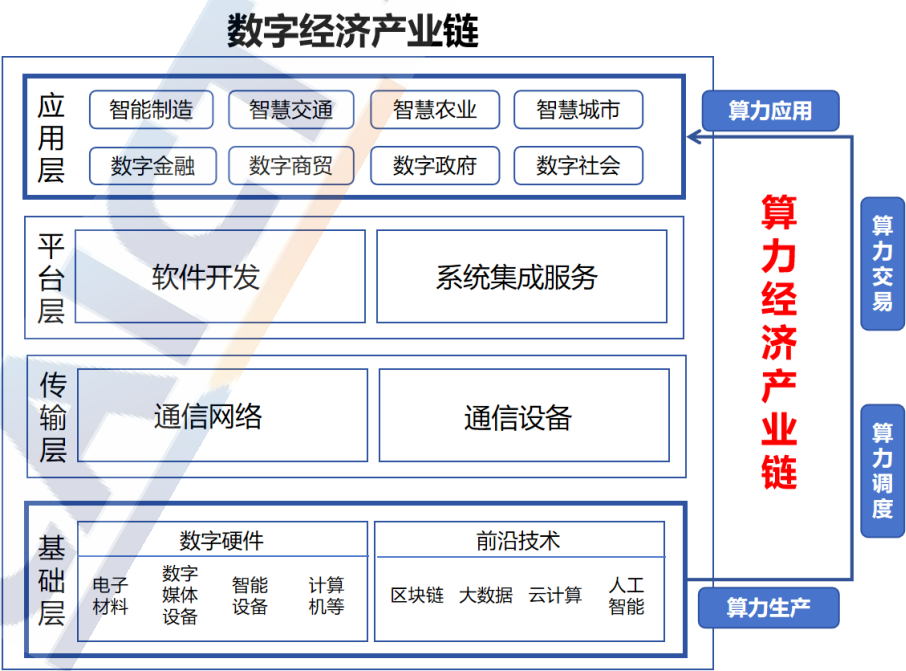 数字经济产业链
应用层
智能制造
智慧交通
智慧农业
智慧城市
数字金融
数字商贸
数字政府
数字社会
平台层
软件开发
系统集成服务
传输层
通信网络
通信设备
基础层
数字硬件
电子
材料
数字
媒体
设备
智能
设备
计算
机等
前沿技术
区块链
大数据
云计算
人工
智能
算力应用
算力经济产业链
算力交易
算力调度
算力生产
CAICT